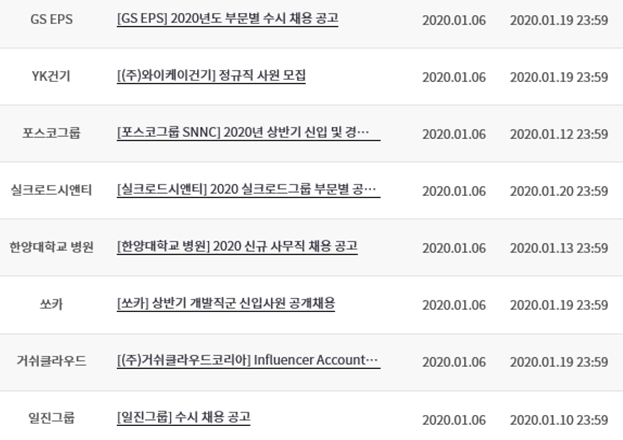 GS EPS [GS EPS] 2020년도 부문별 수시 채용 공고 2020.01.06 2020.01.19 23:59
YK건기 [(주)와이케이건기] 정규직 사원 모집 2020.01.06 2020.01.19 23:59
포스코그룹 [포스코그룹 SNNC] 2020년 상반기 신입 및 경… 2020.01.06 2020.01.12 23:59
실크로드시앤티 [실크로드시앤티] 2020 실크로드그룹 부문별 공… 2020.01.06 2020.01.20 23:59
한양대학교 병원 [한양대학교 병원] 2020 신규 사무직 채용 공고 2020.01.06 2020.01.13 23:59
쏘카 [쏘카] 상반기 개발직군 신입사원 공개채용 2020.01.06 2020.01.19 23:59
거쉬클라우드 [(주)거쉬클라우드코리아] Influencer Account… 2020.01.06 2020.01.19 23:59
일진그룹 [일진그룹] 수시 채용 공고 2020.01.06 2020.01.10 23:59